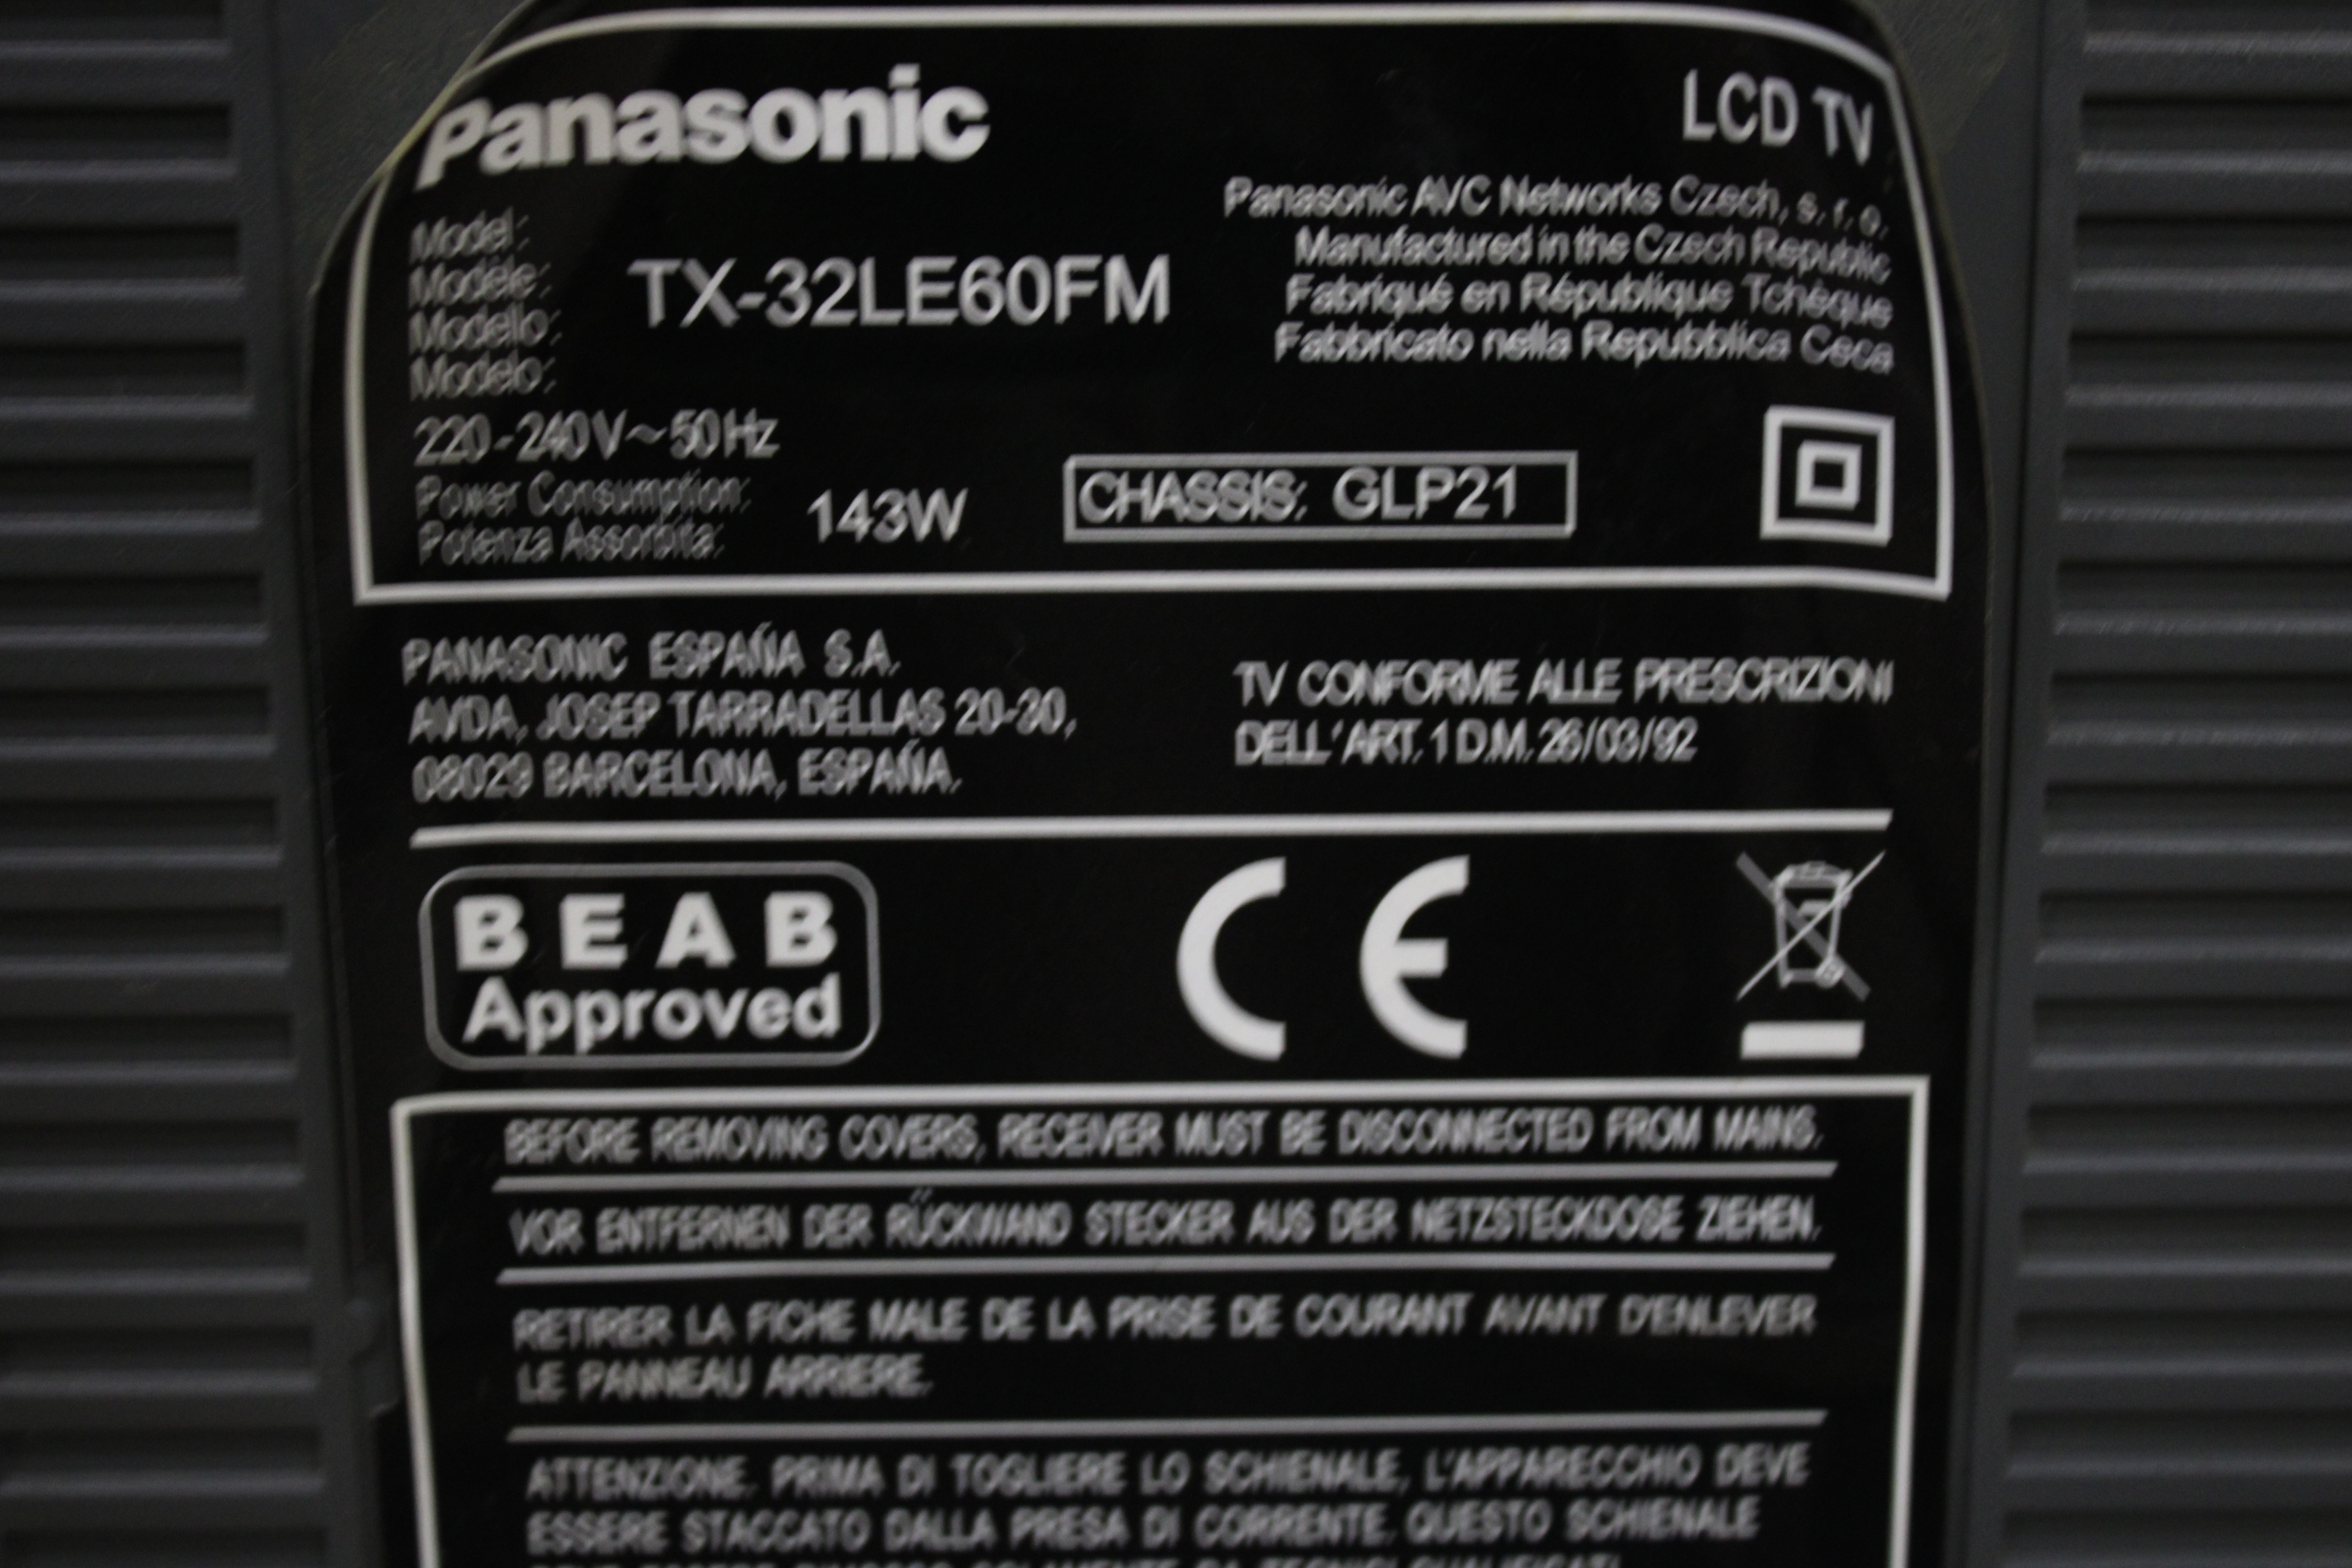 Panasonic
LCD TV
Model:
Modèle:
Modello:
Modelo:
TX-32LE60FM
Panasonic AVC Networks Czech, s. r. o.
Manufactured in the Czech Republic
Fabriqué en République Tchèque
Fabbricato nella Repubblica Ceca
220-240V~50Hz
Power Consumption:
Potenza Assorbita:
143W
CHASSIS: GLP21
PANASONIC ESPAÑA S.A.
AVDA, JOSEP TARRADELLAS 20-30,
08029 BARCELONA, ESPAÑA.
TV CONFORME ALLE PRESCRIZIONI
DELL'ART. 1 D.M. 26/03/92
BEAB
Approved
CE
BEFORE REMOVING COVERS, RECEIVER MUST BE DISCONNECTED FROM MAINS.
VOR ENTFERNEN DER RÜCKWAND STECKER AUS DER NETZSTECKDOSE ZIEHEN.
RETIRER LA FICHE MALE DE LA PRISE DE COURANT AVANT D'ENLEVER
LE PANNEAU ARRIERE.
ATTENZIONE. PRIMA DI TOGLIERE LO SCHIENALE, L'APPARECCHIO DEVE
ESSERE STACCATO DALLA PRESA DI CORRENTE. QUESTO SCHIENALE